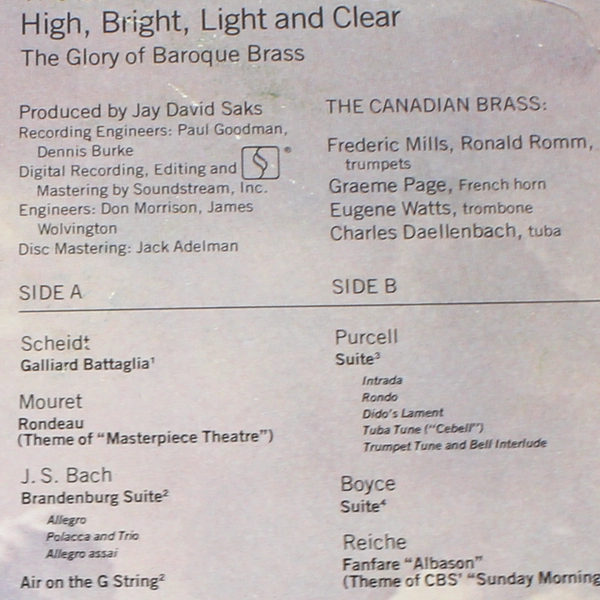 High, Bright, Light and Clear
The Glory of Baroque Brass
Produced by Jay David Saks
Recording Engineers: Paul Goodman,
Dennis Burke
Digital Recording, Editing and
Mastering by Soundstream, Inc.
Engineers: Don Morrison, James
Wolvington
Disc Mastering: Jack Adelman
THE CANADIAN BRASS:
Frederic Mills, Ronald Romm,
trumpets
Graeme Page, French horn
Eugene Watts, trombone
Charles Daellenbach, tuba
SIDE A
Scheidt
Galliard Battaglia¹
Mouret
Rondeau
(Theme of “Masterpiece Theatre”)
J. S. Bach
Brandenburg Suite²
Allegro
Polacca and Trio
Allegro assai
Air on the G String²
SIDE B
Purcell
Suite³
Intrada
Rondo
Dido's Lament
Tuba Tune (“Cebell”)
Trumpet Tune and Bell Interlude
Boyce
Suite⁴
Reiche
Fanfare “Albason”
(Theme of CBS' “Sunday Morning